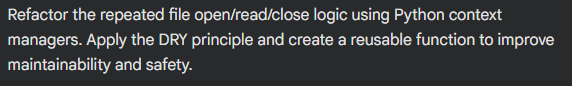 Refactor the repeated file open/read/close logic using Python context
managers. Apply the DRY principle and create a reusable function to improve
maintainability and safety.